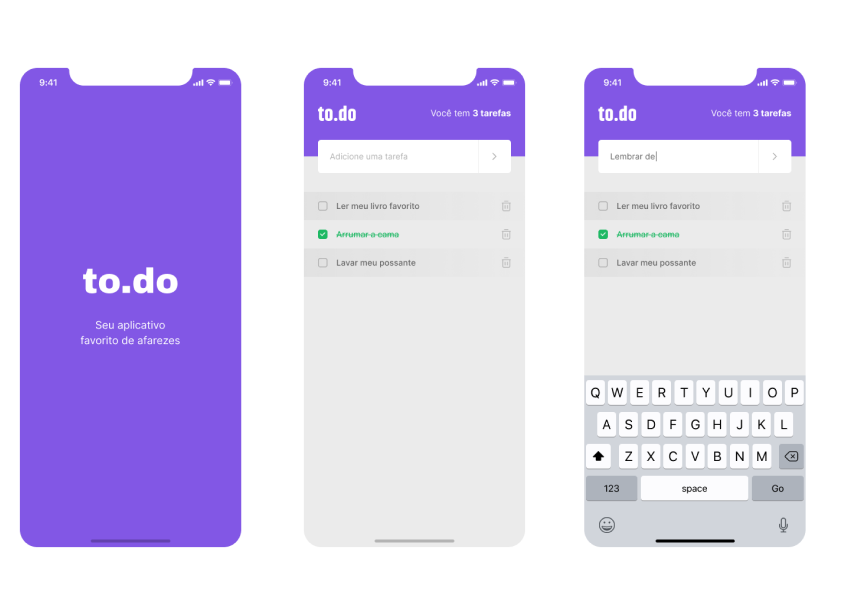 9:41
to.do
Seu aplicativo
favorito de afarezes
9:41
to.do
Você tem 3 tarefas
Adicione uma tarefa
Ler meu livro favorito
Arrumar a cama
Lavar meu possante
9:41
to.do
Você tem 3 tarefas
Lembrar de
Ler meu livro favorito
Arrumar a cama
Lavar meu possante
Q W E R T Y U I O P
A S D F G H J K L
Z X C V B N M
123 space Go